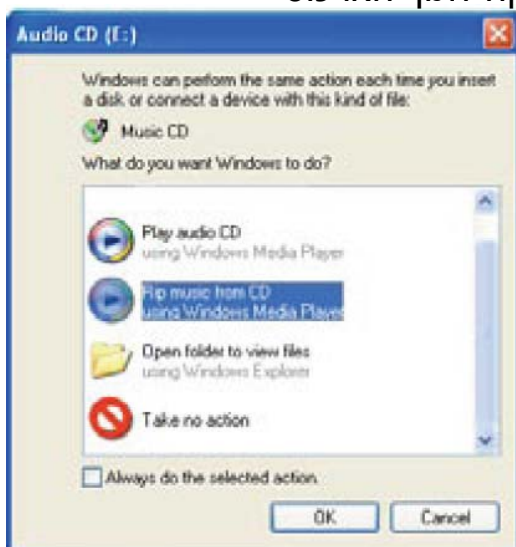 Audio CD (E:)
Windows can perform the same action each time you insert
a disk or connect a device with this kind of file:
Music CD
What do you want Windows to do?
Play audio CD
using Windows Media Player
Rip music from CD
using Windows Media Player
Open folder to view files
using Windows Explorer
Take no action
Always do the selected action.
OK
Cancel